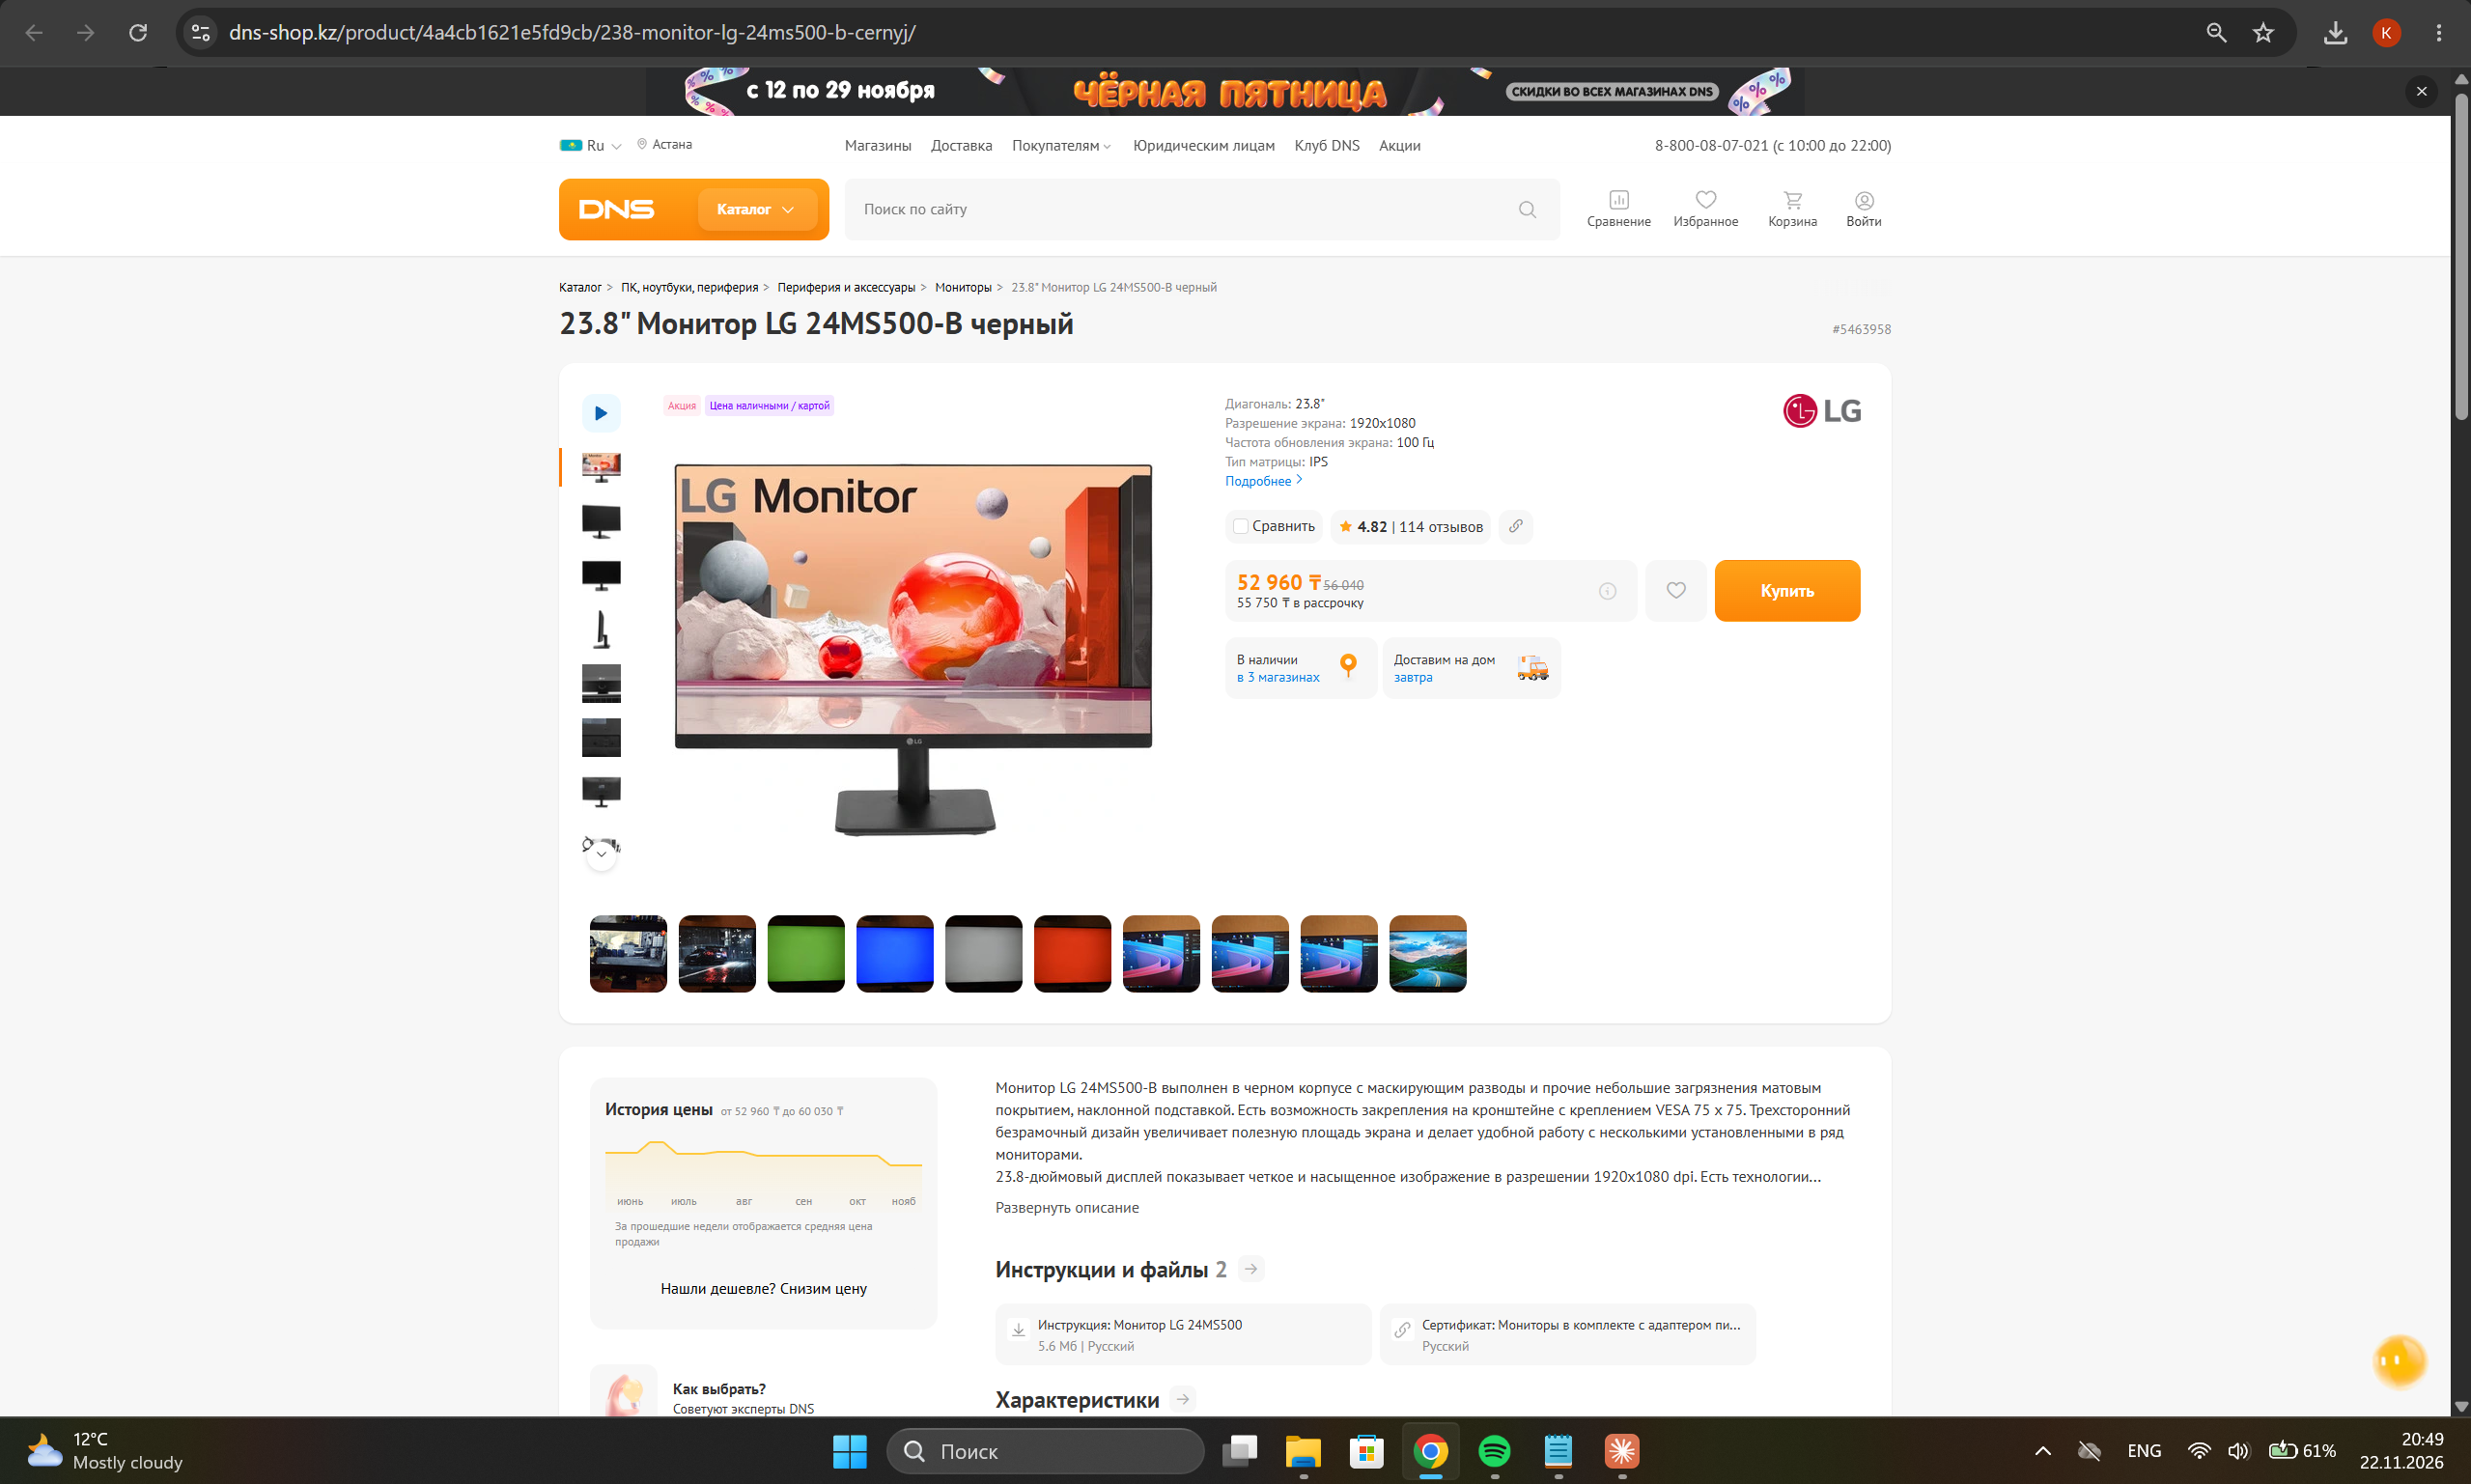 dns-shop.kz/product/4a4cb1621e5fd9cb/238-monitor-lg-24ms500-b-cernyj/
K
с 12 по 29 ноября
ЧЁРНАЯ ПЯТНИЦА
СКИДКИ ВО ВСЕХ МАГАЗИНАХ DNS
Ru
Астана
Магазины
Доставка
Покупателям
Юридическим лицам
Клуб DNS
Акции
8-800-08-07-021 (с 10:00 до 22:00)
DNS
Каталог
Поиск по сайту
Сравнение
Избранное
Корзина
Войти
Каталог > ПК, ноутбуки, периферия > Периферия и аксессуары > Мониторы > 23.8" Монитор LG 24MS500-B черный
23.8" Монитор LG 24MS500-B черный
#5463958
Акция
Цена наличными / картой
LG Monitor
LG
Диагональ: 23.8"
Разрешение экрана: 1920x1080
Частота обновления экрана: 100 Гц
Тип матрицы: IPS
Подробнее
LG
Сравнить
4.82 | 114 отзывов
52 960 ₸ 56 040
55 750 ₸ в рассрочку
Купить
В наличии
в 3 магазинах
Доставим на дом
завтра
История цены от 52 960 ₸ до 60 030 ₸
июнь июль авг сен окт нояб
За прошедшие недели отображается средняя цена
продажи
Нашли дешевле? Снизим цену
Как выбрать?
Советуют эксперты DNS
Монитор LG 24MS500-B выполнен в черном корпусе с маскирующим разводы и прочие небольшие загрязнения матовым
покрытием, наклонной подставкой. Есть возможность закрепления на кронштейне с креплением VESA 75 x 75. Трехсторонний
безрамочный дизайн увеличивает полезную площадь экрана и делает удобной работу с несколькими установленными в ряд
мониторами.
23.8-дюймовый дисплей показывает четкое и насыщенное изображение в разрешении 1920x1080 dpi. Есть технологии...
Развернуть описание
Инструкции и файлы 2
Инструкция: Монитор LG 24MS500
5.6 Мб | Русский
Сертификат: Мониторы в комплекте с адаптером пи...
Русский
Характеристики
12°C
Mostly cloudy
Поиск
ENG
61%
20:49
22.11.2026